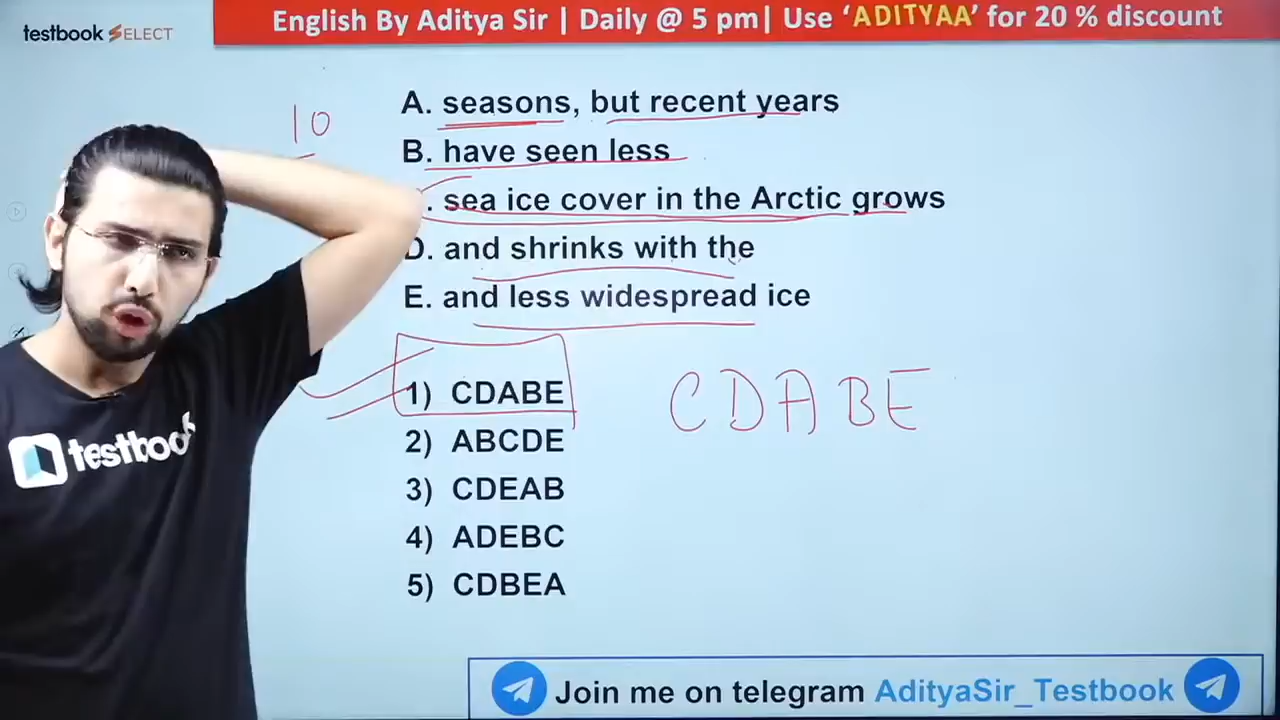 testbook SELECT
English By Aditya Sir | Daily @ 5 pm| Use ‘ADITYAA’ for 20 % discount
10
A. seasons, but recent years
B. have seen less
. sea ice cover in the Arctic grows
D. and shrinks with the
E. and less widespread ice
1) CDABE
CDABE
2) ABCDE
3) CDEAB
4) ADEBC
5) CDBEA
testbook
Join me on telegram AdityaSir_Testbook